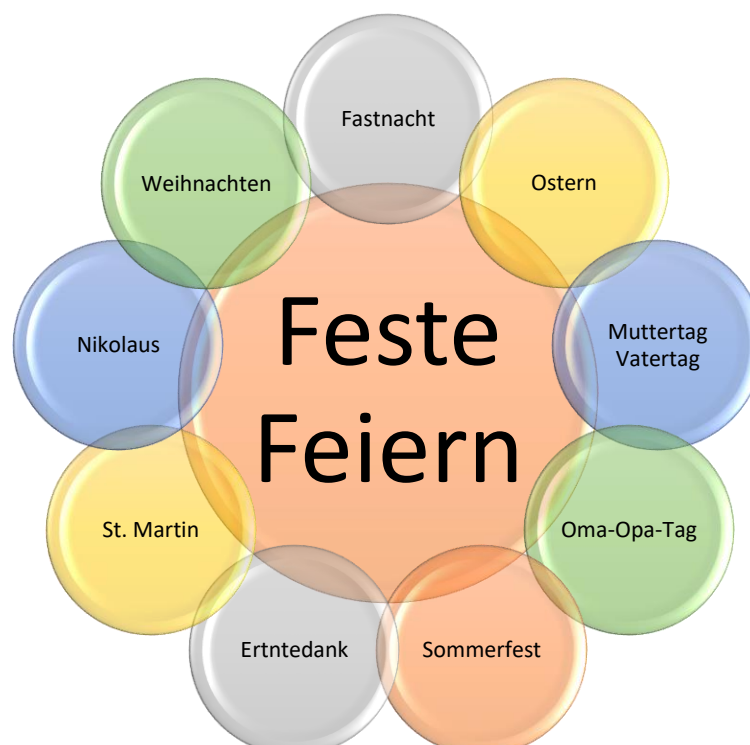 Fastnacht
Ostern
Muttertag
Vatertag
Oma-Opa-Tag
Sommerfest
Ertntedank
St. Martin
Nikolaus
Weihnachten
Feste
Feiern